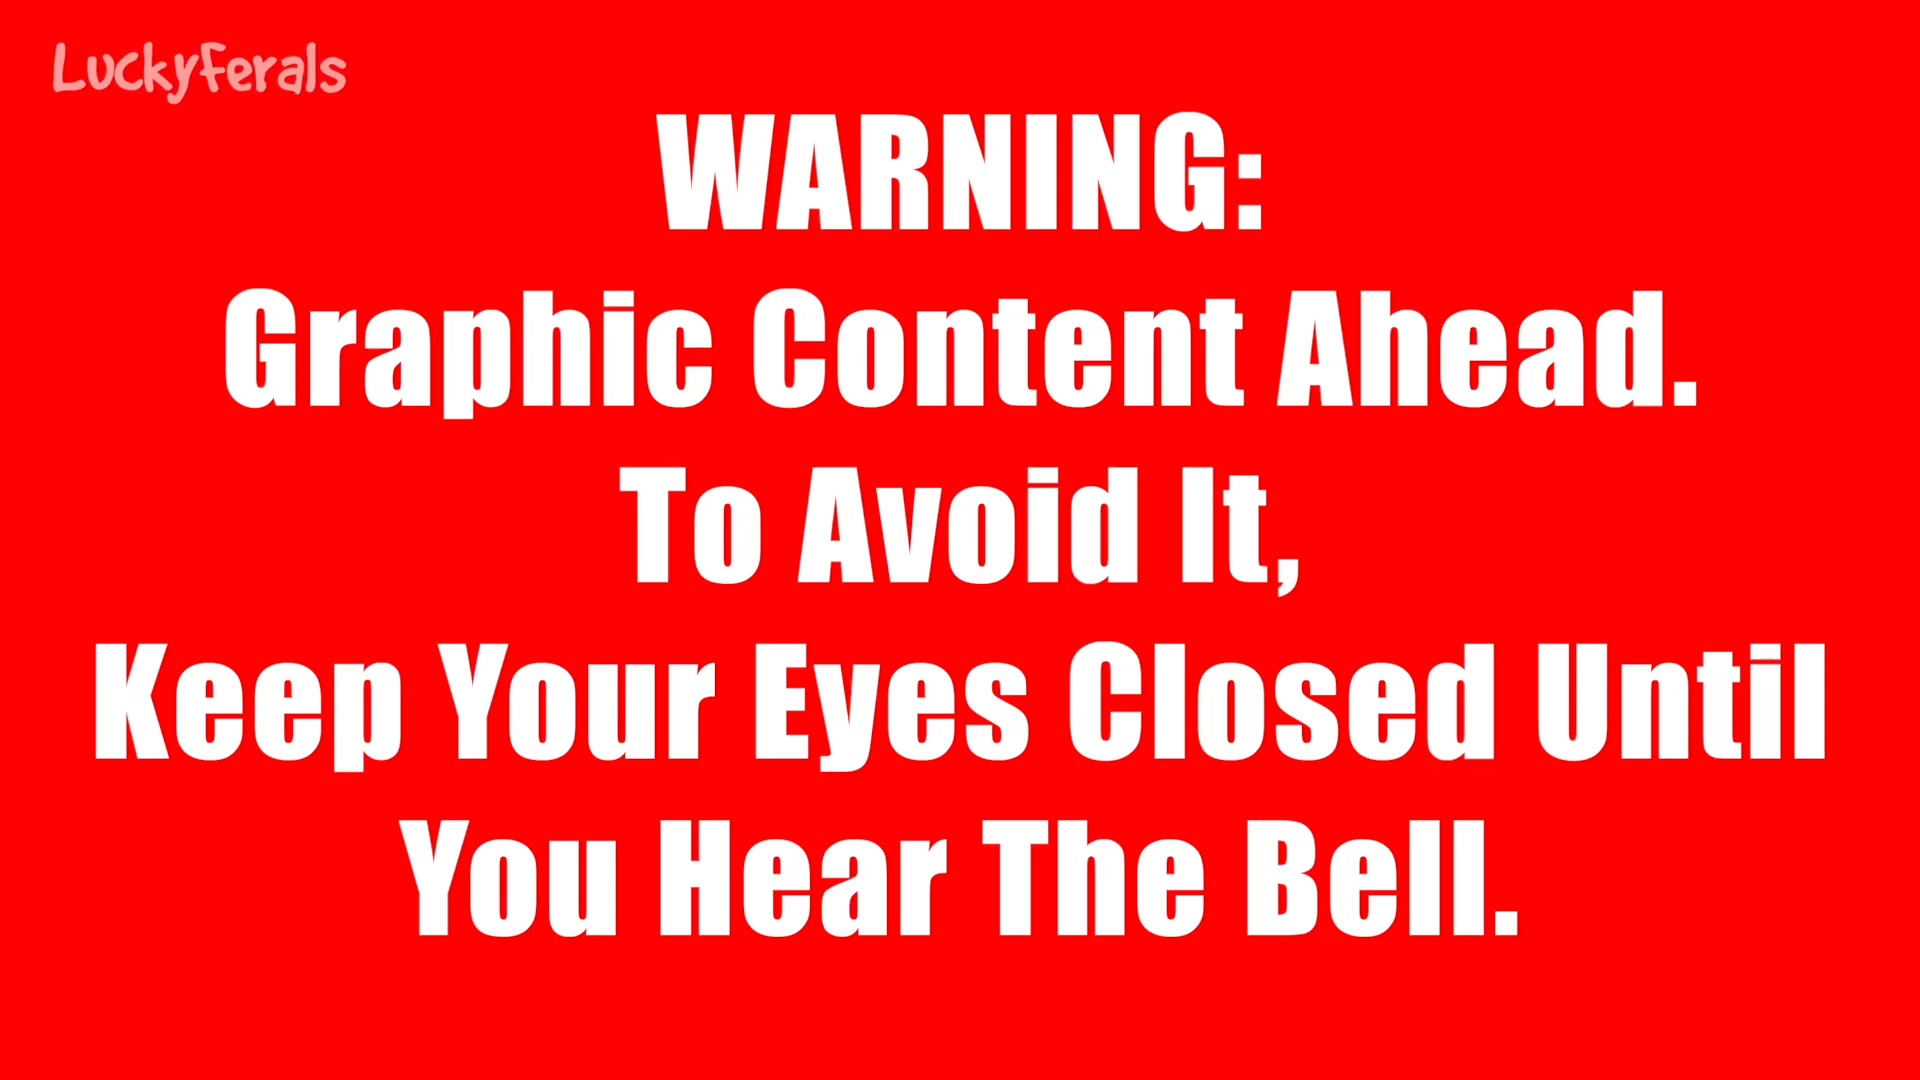 LuckyFerals
WARNING:
Graphic Content Ahead.
To Avoid It,
Keep Your Eyes Closed Until
You Hear The Bell.